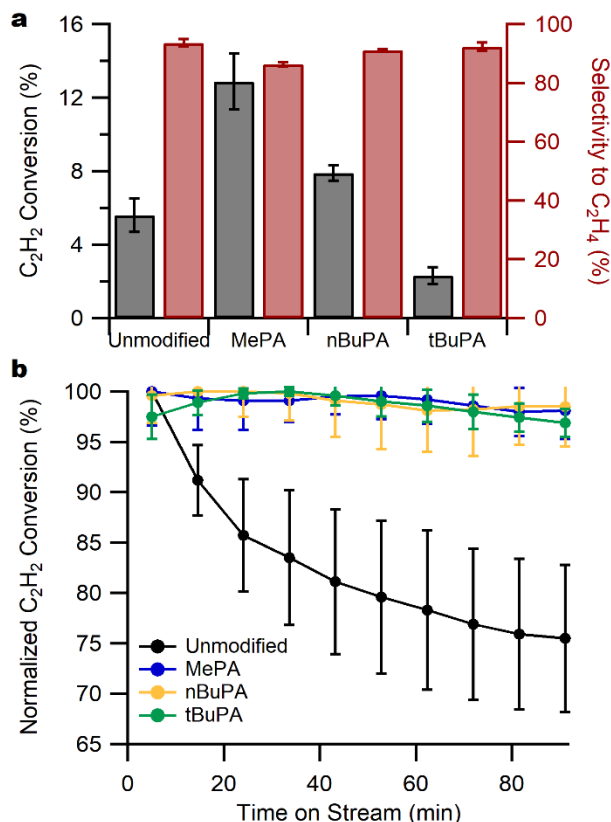 a
C₂H₂ Conversion (%)
16
12
8
4
0
100
80
60
40
20
0
Selectivity to C₂H₄ (%)
Unmodified MePA nBuPA tBuPA
b
Normalized C₂H₂ Conversion (%)
100
95
90
85
80
75
70
65
Unmodified
MePA
nBuPA
tBuPA
0 20 40 60 80
Time on Stream (min)